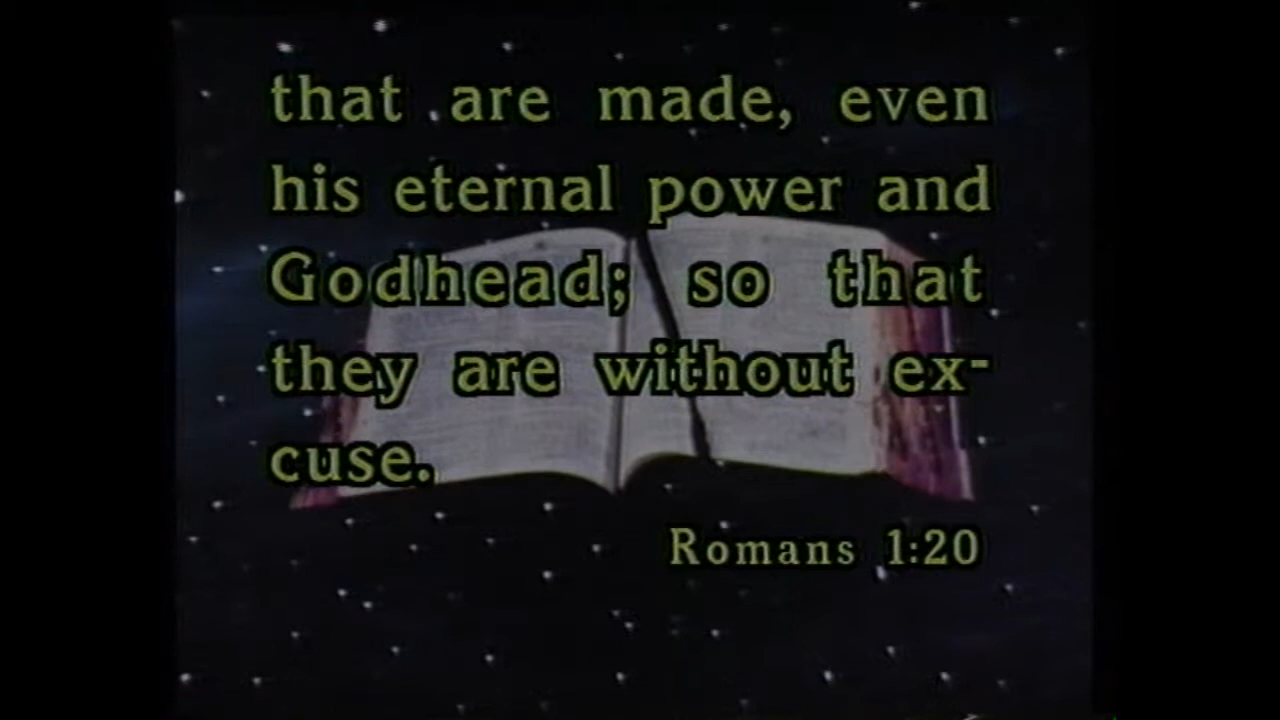 that are made, even
his eternal power and
Godhead; so that
they are without ex-
cuse.
Romans 1:20